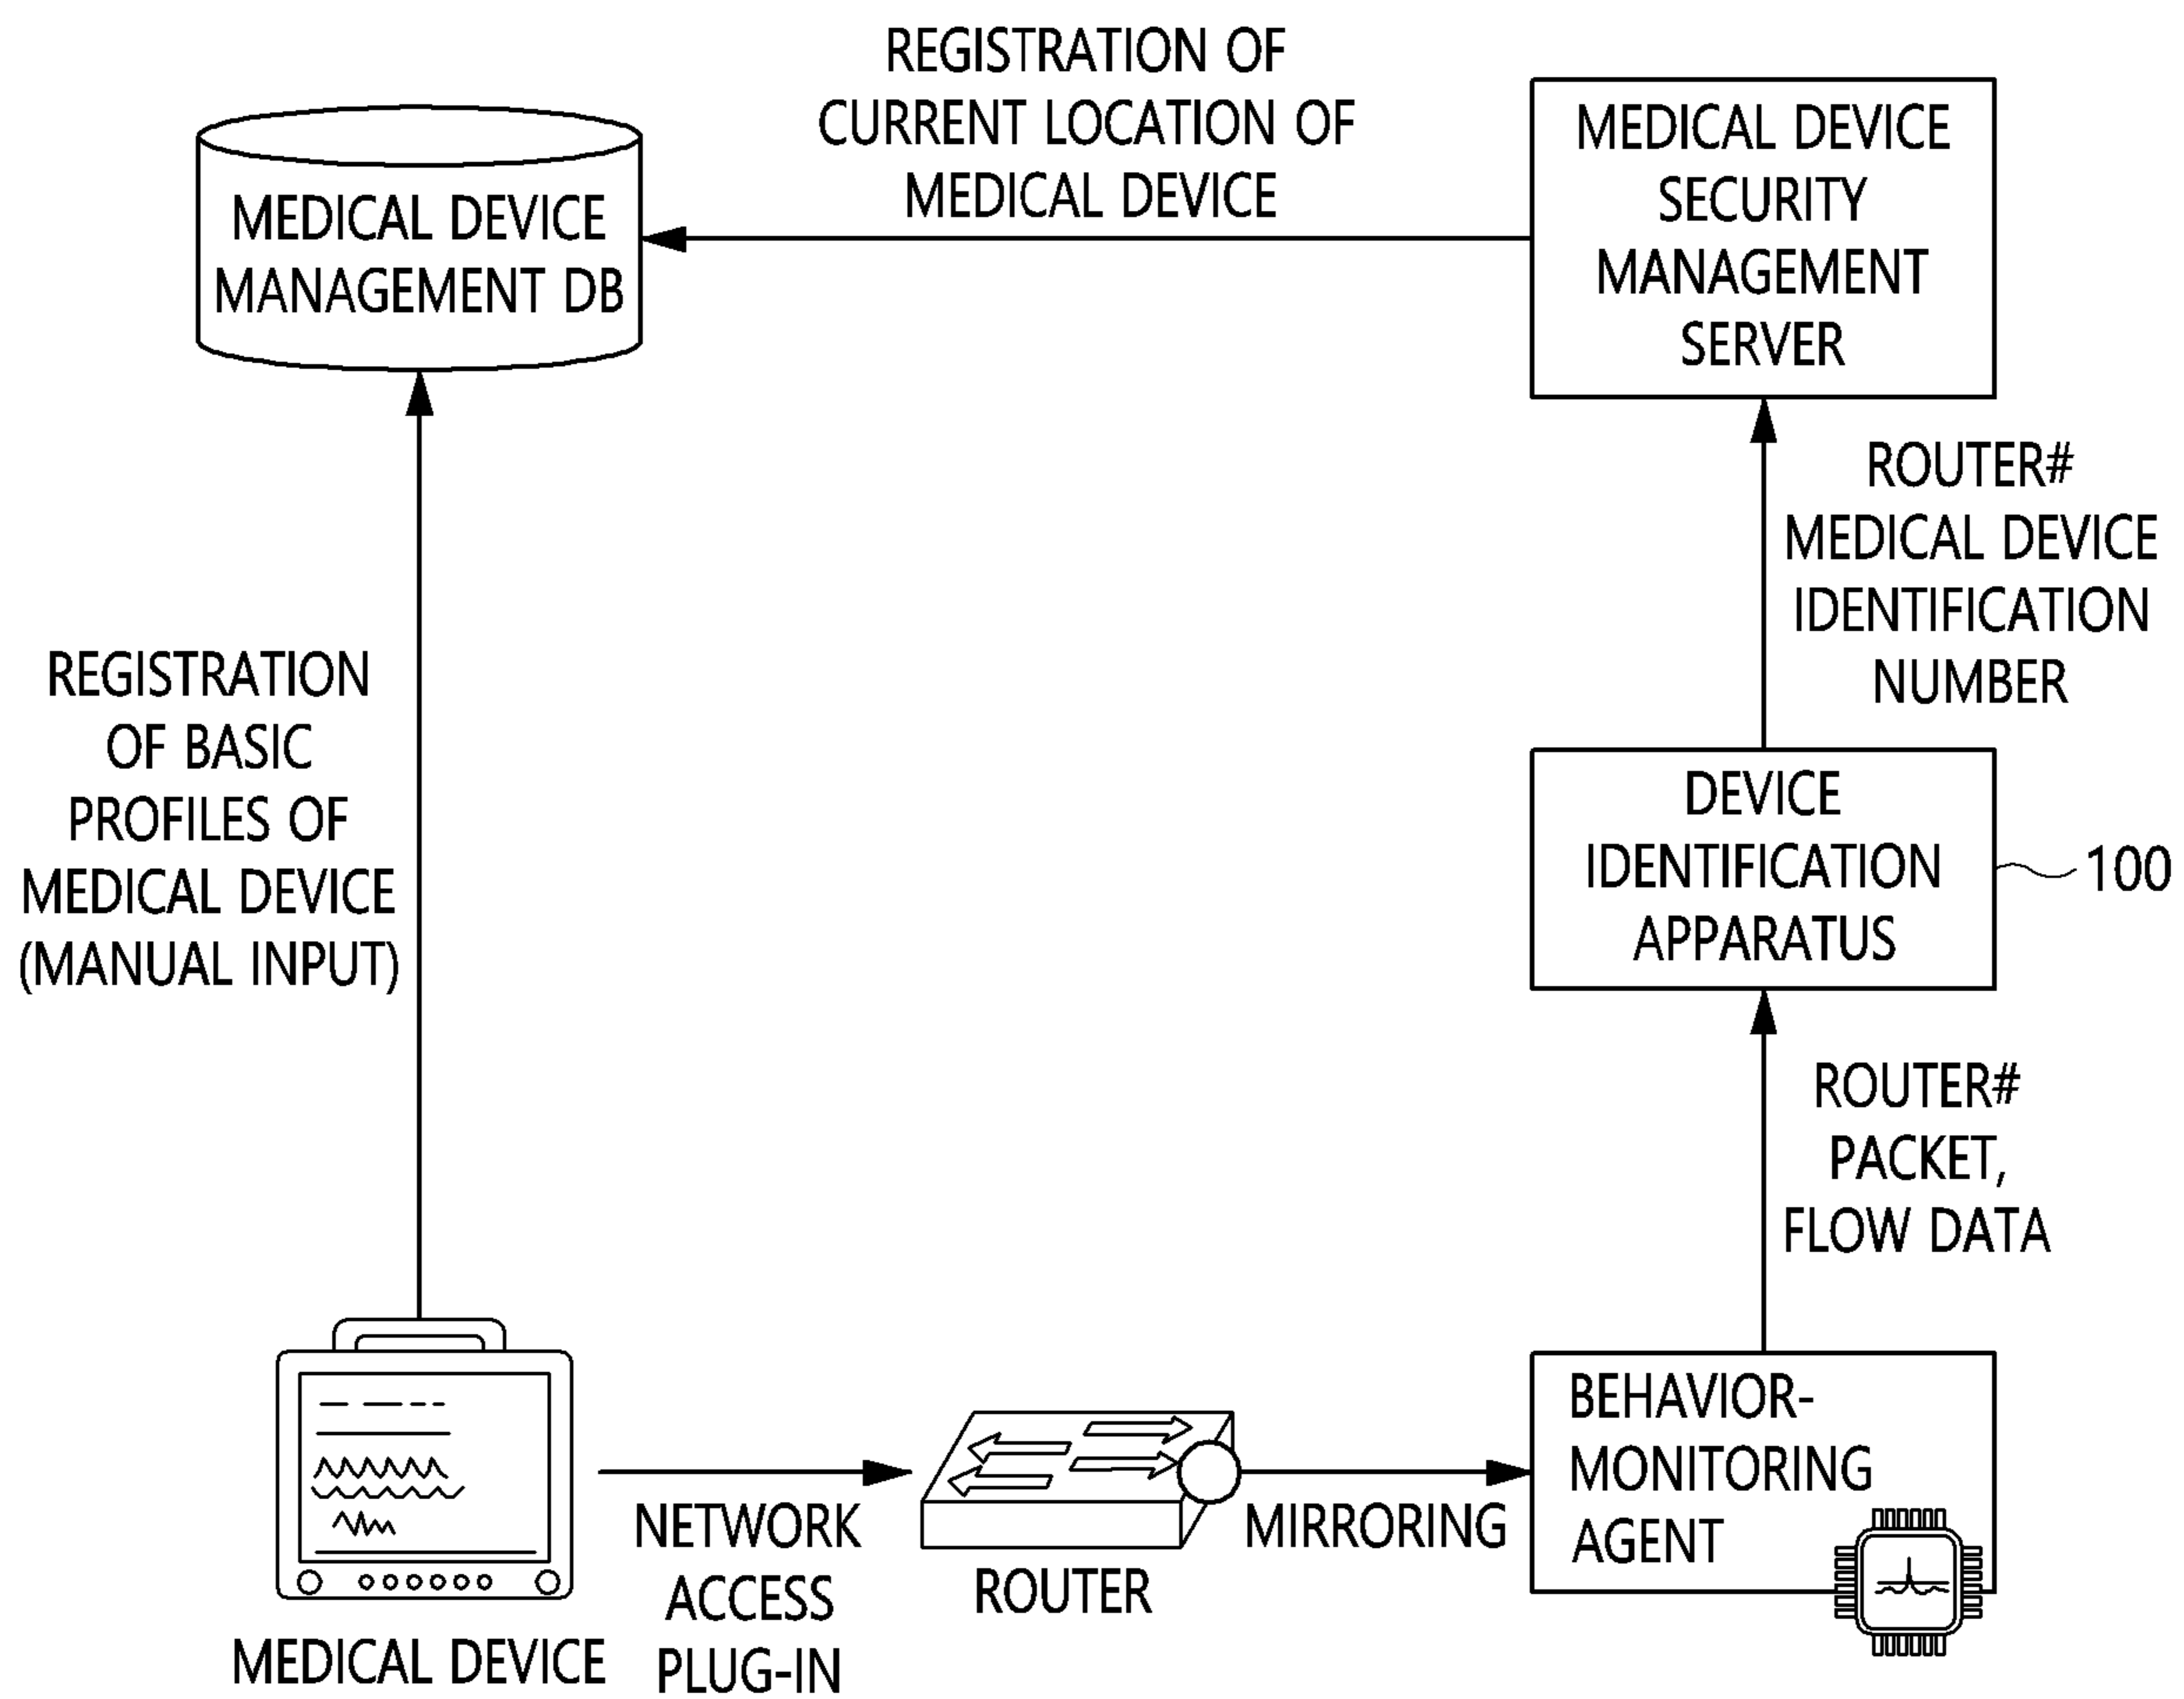 REGISTRATION OF
CURRENT LOCATION OF
MEDICAL DEVICE
MEDICAL DEVICE
MANAGEMENT DB
MEDICAL DEVICE
SECURITY
MANAGEMENT
SERVER
ROUTER#
MEDICAL DEVICE
IDENTIFICATION
NUMBER
REGISTRATION
OF BASIC
PROFILES OF
MEDICAL DEVICE
(MANUAL INPUT)
DEVICE
IDENTIFICATION
APPARATUS
100
ROUTER#
PACKET,
FLOW DATA
BEHAVIOR-
MONITORING
AGENT
MEDICAL DEVICE
NETWORK
ACCESS
PLUG-IN
ROUTER
MIRRORING